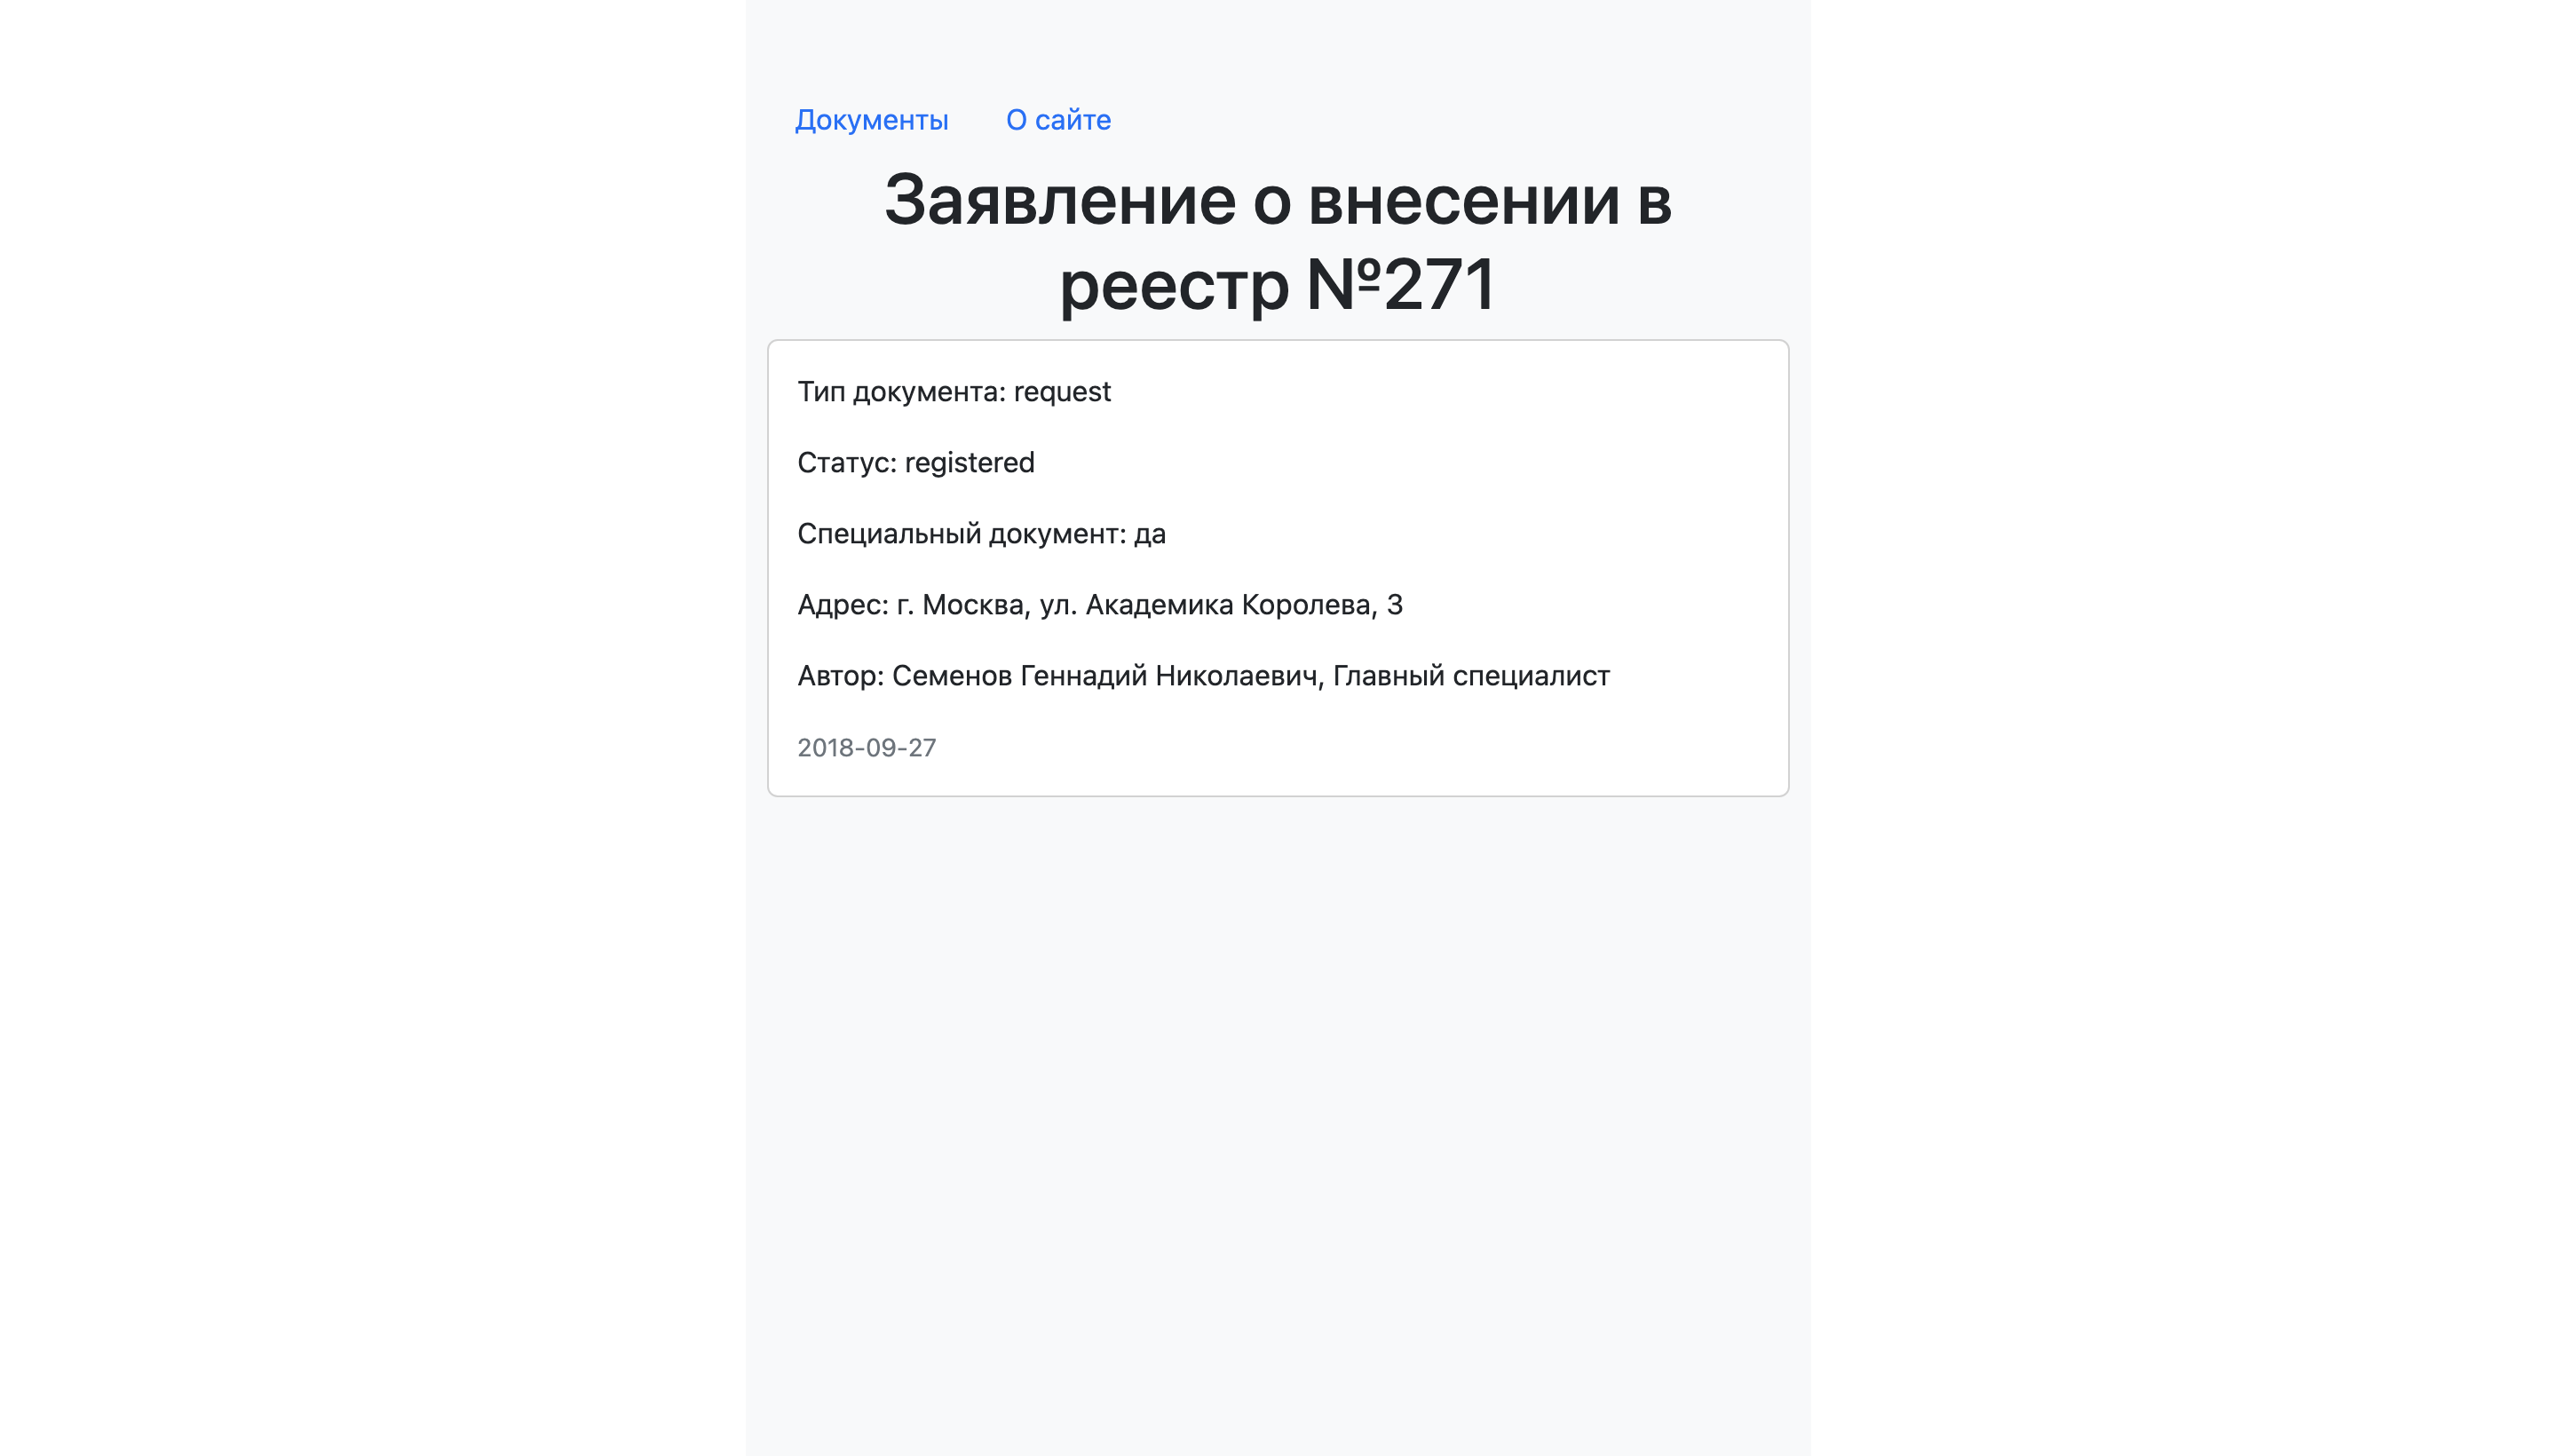 Документы О сайте
Заявление о внесении в
реестр №271
Тип документа: request
Статус: registered
Специальный документ: да
Адрес: г. Москва, ул. Академика Королева, 3
Автор: Семенов Геннадий Николаевич, Главный специалист
2018-09-27